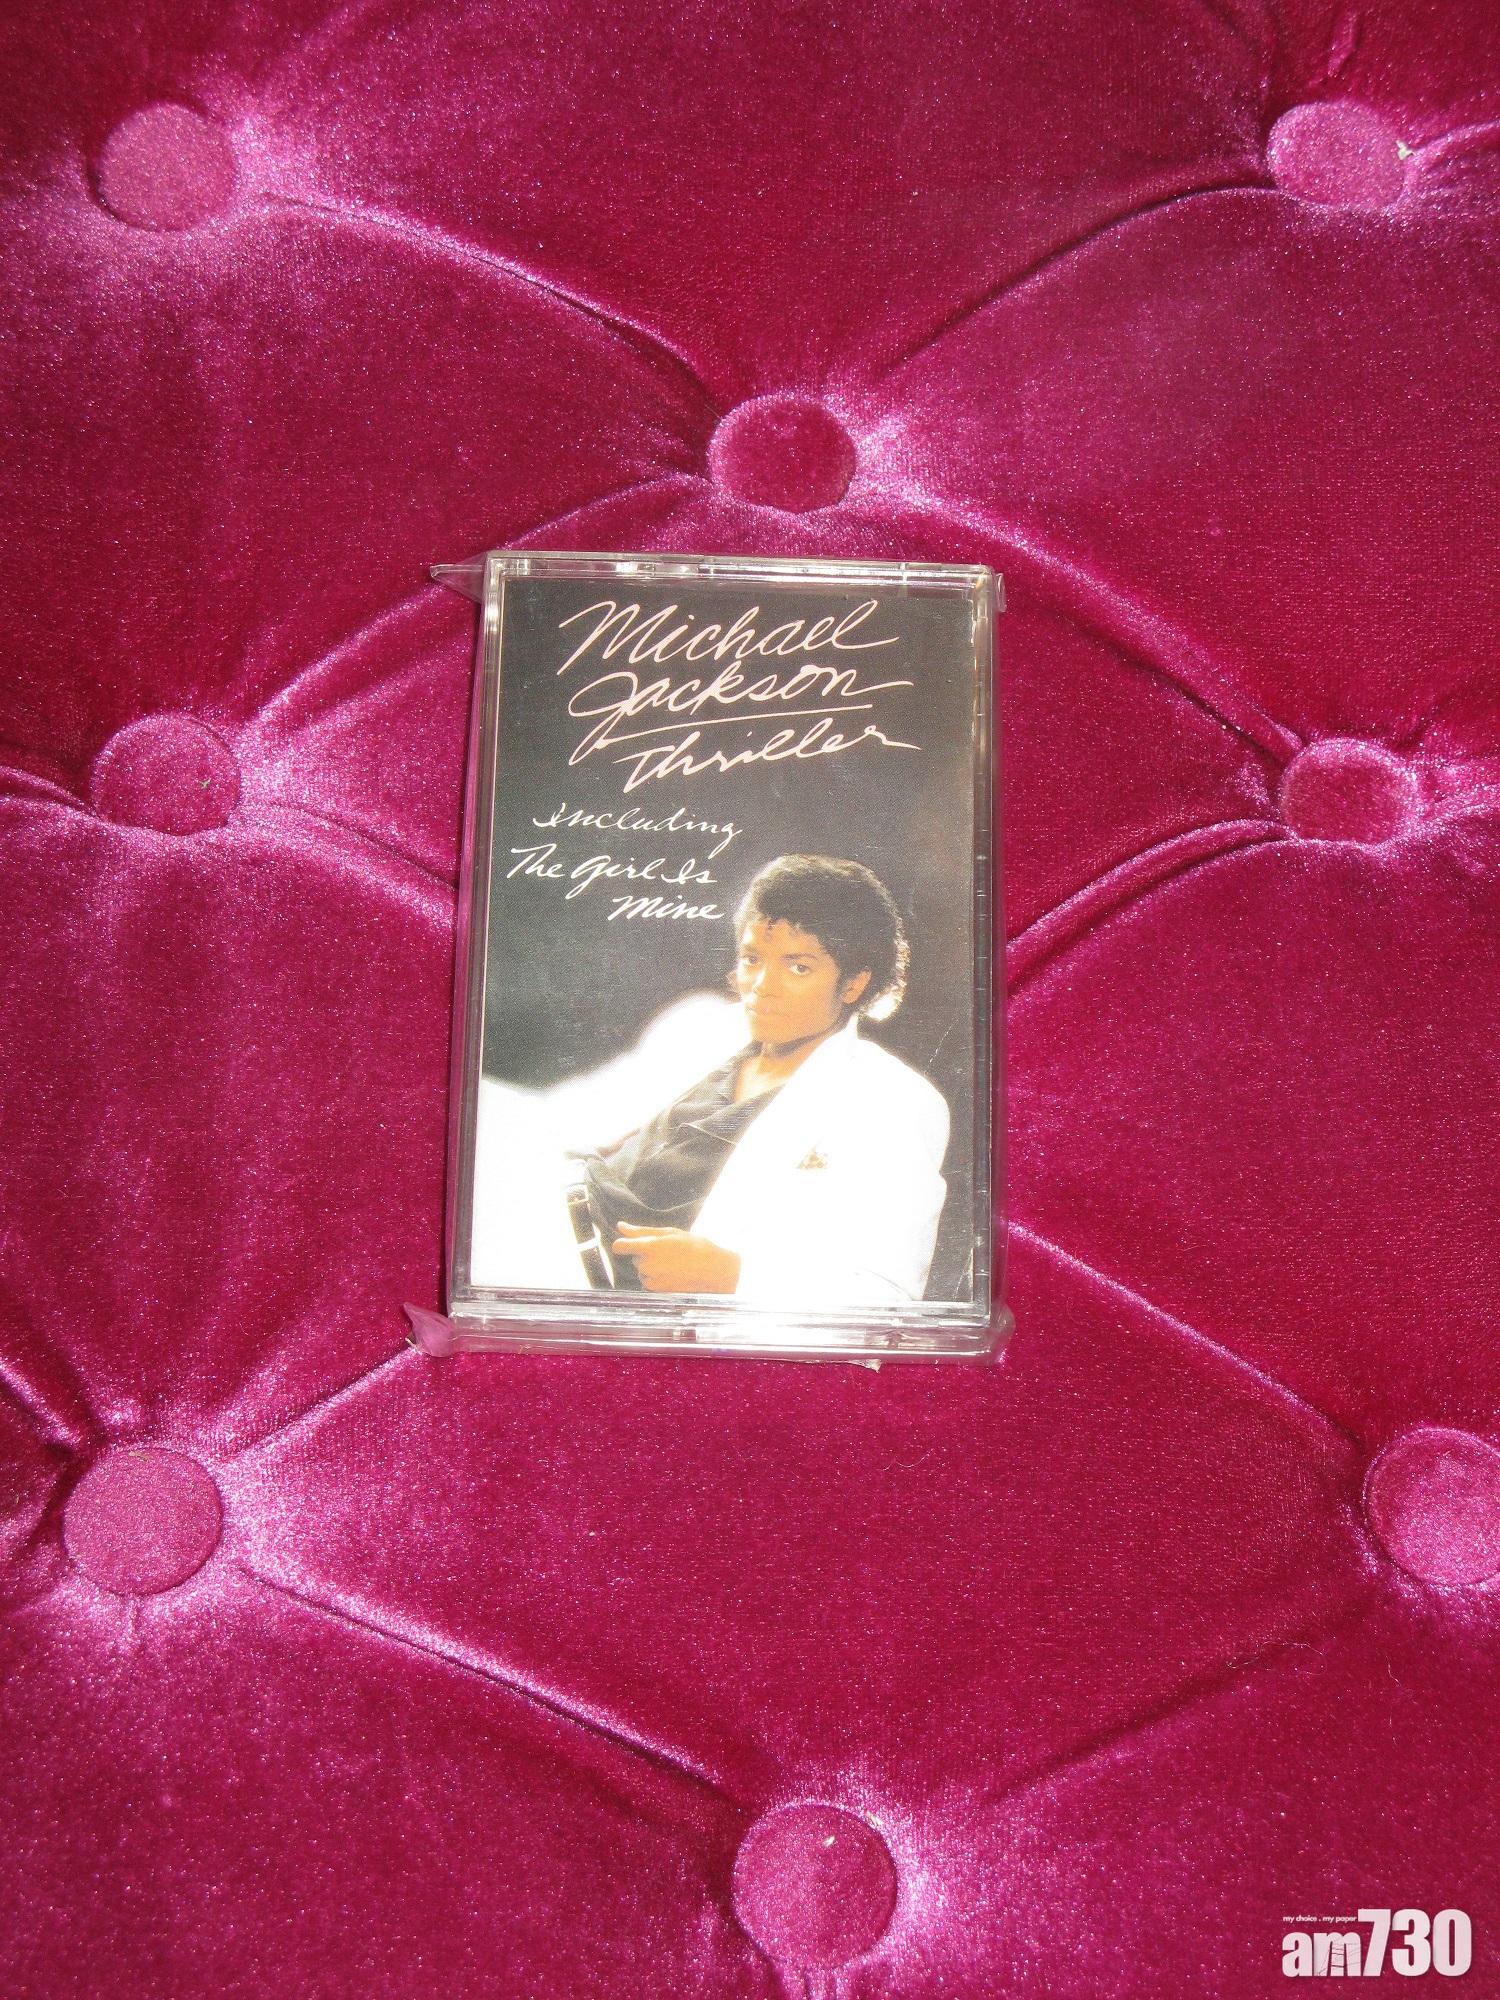 Michael
Jackson
Thriller
Including
The Girl Is
Mine
my choice . my paper
am730